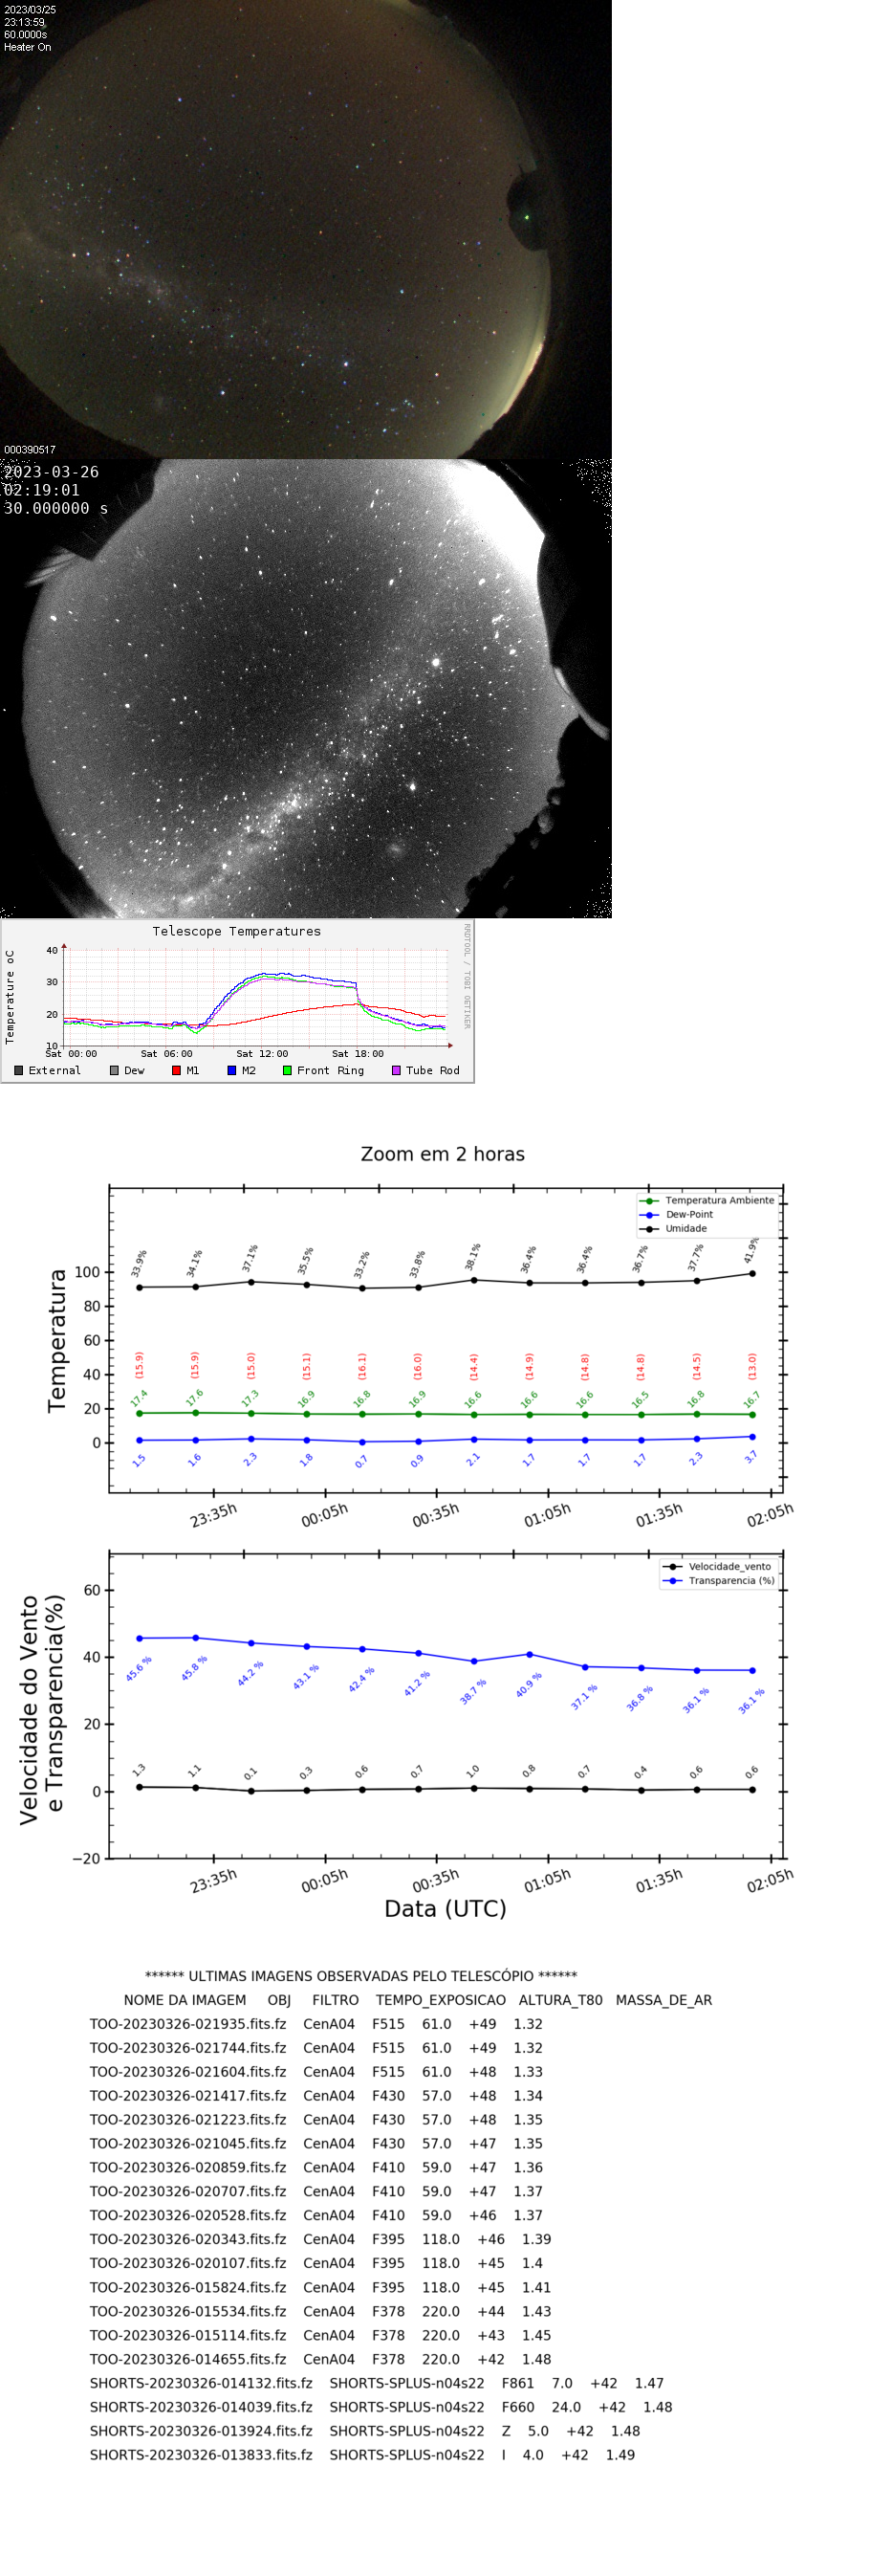 2023/03/25
23:13:59
60.0000s
Heater On
000390517
2023-03-26
02:19:01
30.000000 s
Telescope Temperatures
RRDTOOL / TOBI OETIKER
Temperature oC
40
30
20
10
Sat 00:00 Sat 06:00 Sat 12:00 Sat 18:00
External Dew M1 M2 Front Ring Tube Rod
Zoom em 2 horas
Temperatura Ambiente
Dew-Point
Umidade
Temperatura
100
80
60
40
20
0
33.9% 34.1% 37.1% 35.5% 33.2% 33.8% 38.1% 36.4% 36.4% 36.7% 37.7% 41.9%
(15.9) (15.9) (15.0) (15.1) (16.1) (16.0) (14.4) (14.9) (14.8) (14.8) (14.5) (13.0)
17.4 17.6 17.3 16.9 16.8 16.9 16.6 16.6 16.6 16.5 16.8 16.7
1.5 1.6 2.3 1.8 0.7 0.9 2.1 1.7 1.7 1.7 2.3 3.7
23:35h 00:05h 00:35h 01:05h 01:35h 02:05h
Velocidade_vento
Transparencia (%)
Velocidade do Vento
e Transparencia(%)
60
40
20
0
−20
45.6 % 45.8 % 44.2 % 43.1 % 42.4 % 41.2 % 38.7 % 40.9 % 37.1 % 36.8 % 36.1 % 36.1 %
1.3 1.1 0.1 0.3 0.6 0.7 1.0 0.8 0.7 0.4 0.6 0.6
23:35h 00:05h 00:35h 01:05h 01:35h 02:05h
Data (UTC)
****** ULTIMAS IMAGENS OBSERVADAS PELO TELESCÓPIO ******
NOME DA IMAGEM OBJ FILTRO TEMPO_EXPOSICAO ALTURA_T80 MASSA_DE_AR
TOO-20230326-021935.fits.fz CenA04 F515 61.0 +49 1.32
TOO-20230326-021744.fits.fz CenA04 F515 61.0 +49 1.32
TOO-20230326-021604.fits.fz CenA04 F515 61.0 +48 1.33
TOO-20230326-021417.fits.fz CenA04 F430 57.0 +48 1.34
TOO-20230326-021223.fits.fz CenA04 F430 57.0 +48 1.35
TOO-20230326-021045.fits.fz CenA04 F430 57.0 +47 1.35
TOO-20230326-020859.fits.fz CenA04 F410 59.0 +47 1.36
TOO-20230326-020707.fits.fz CenA04 F410 59.0 +47 1.37
TOO-20230326-020528.fits.fz CenA04 F410 59.0 +46 1.37
TOO-20230326-020343.fits.fz CenA04 F395 118.0 +46 1.39
TOO-20230326-020107.fits.fz CenA04 F395 118.0 +45 1.4
TOO-20230326-015824.fits.fz CenA04 F395 118.0 +45 1.41
TOO-20230326-015534.fits.fz CenA04 F378 220.0 +44 1.43
TOO-20230326-015114.fits.fz CenA04 F378 220.0 +43 1.45
TOO-20230326-014655.fits.fz CenA04 F378 220.0 +42 1.48
SHORTS-20230326-014132.fits.fz SHORTS-SPLUS-n04s22 F861 7.0 +42 1.47
SHORTS-20230326-014039.fits.fz SHORTS-SPLUS-n04s22 F660 24.0 +42 1.48
SHORTS-20230326-013924.fits.fz SHORTS-SPLUS-n04s22 Z 5.0 +42 1.48
SHORTS-20230326-013833.fits.fz SHORTS-SPLUS-n04s22 I 4.0 +42 1.49